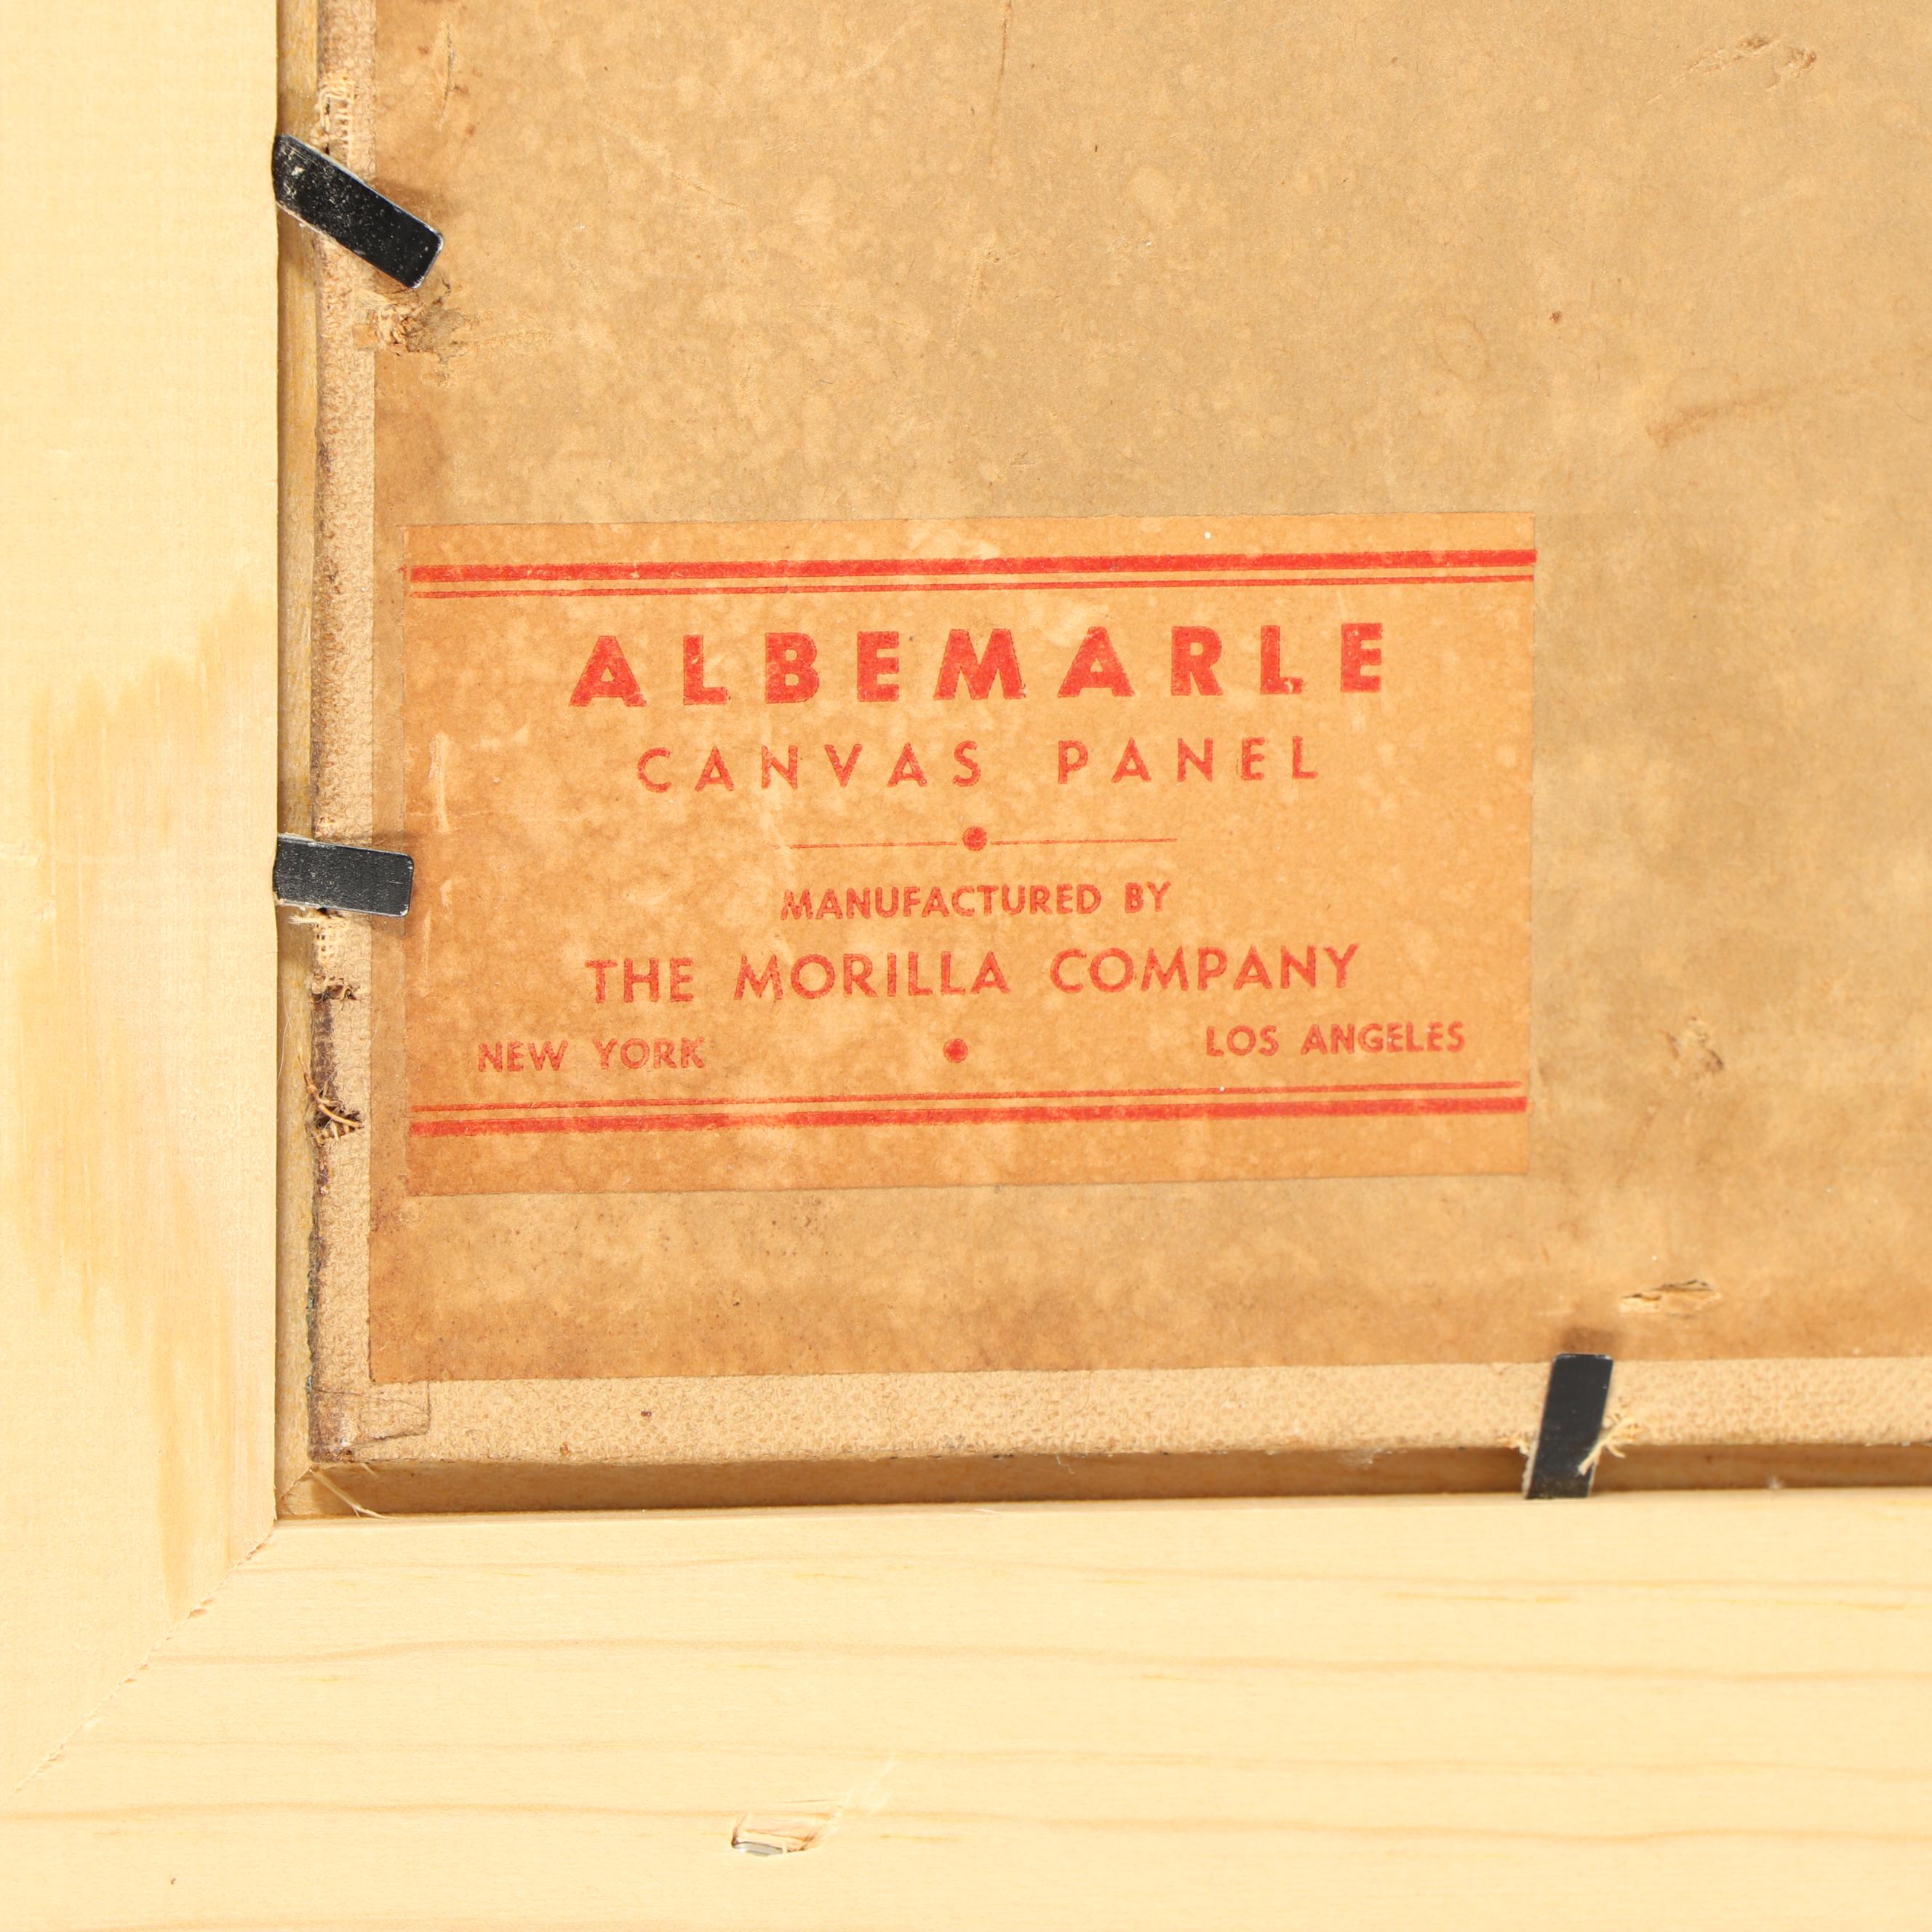 ALBEMARLE
CANVAS PANEL
MANUFACTURED BY
THE MORILLA COMPANY
NEW YORK • LOS ANGELES